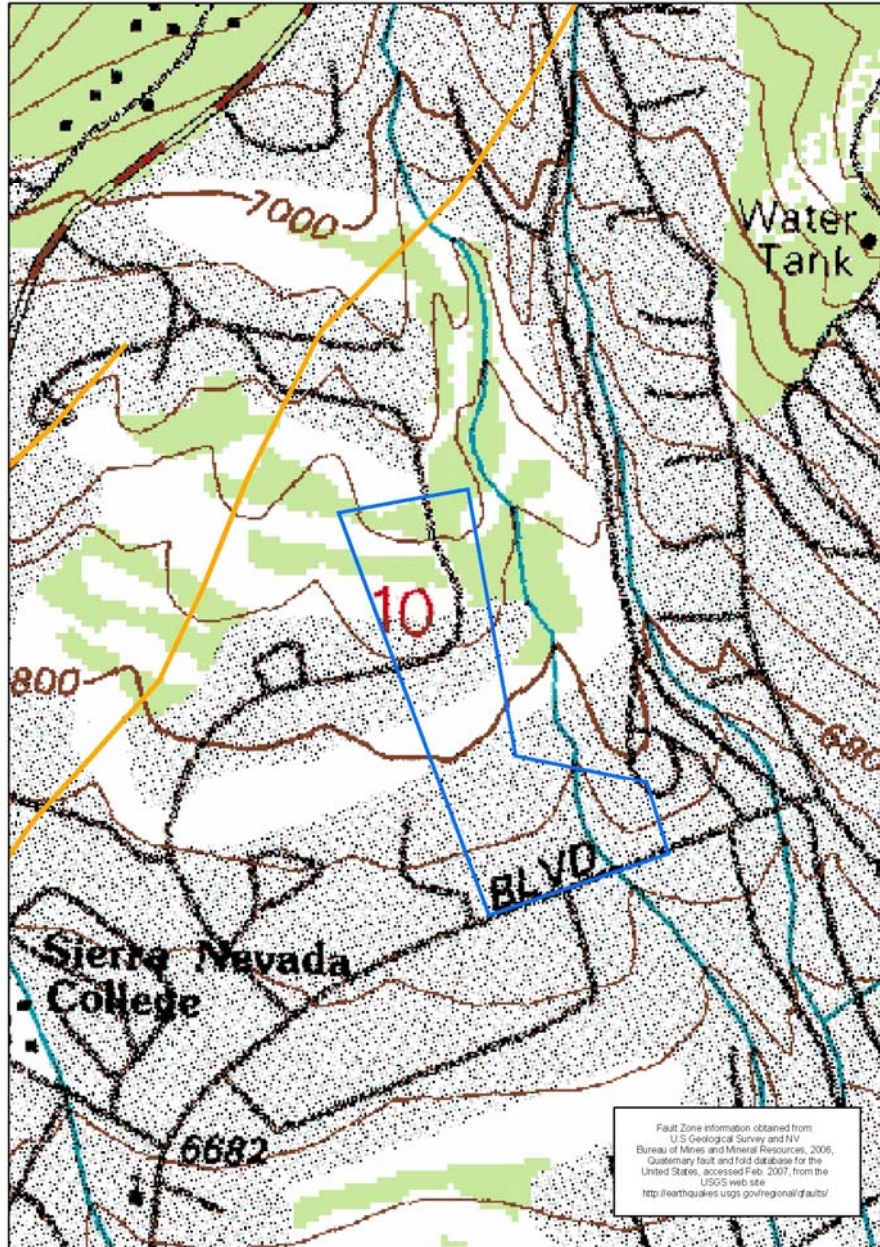 7000
Water
Tank
10
800
680
BLVD
Sierra Nevada
College
6682
Fault Zone information obtained from:
U.S Geological Survey and NV
Bureau of Mines and Mineral Resources, 2006,
Quaternary fault and fold database for the
United States, accessed Feb. 2007, from the
USGS web site:
http://earthquakes.usgs.gov/regional/qfaults/